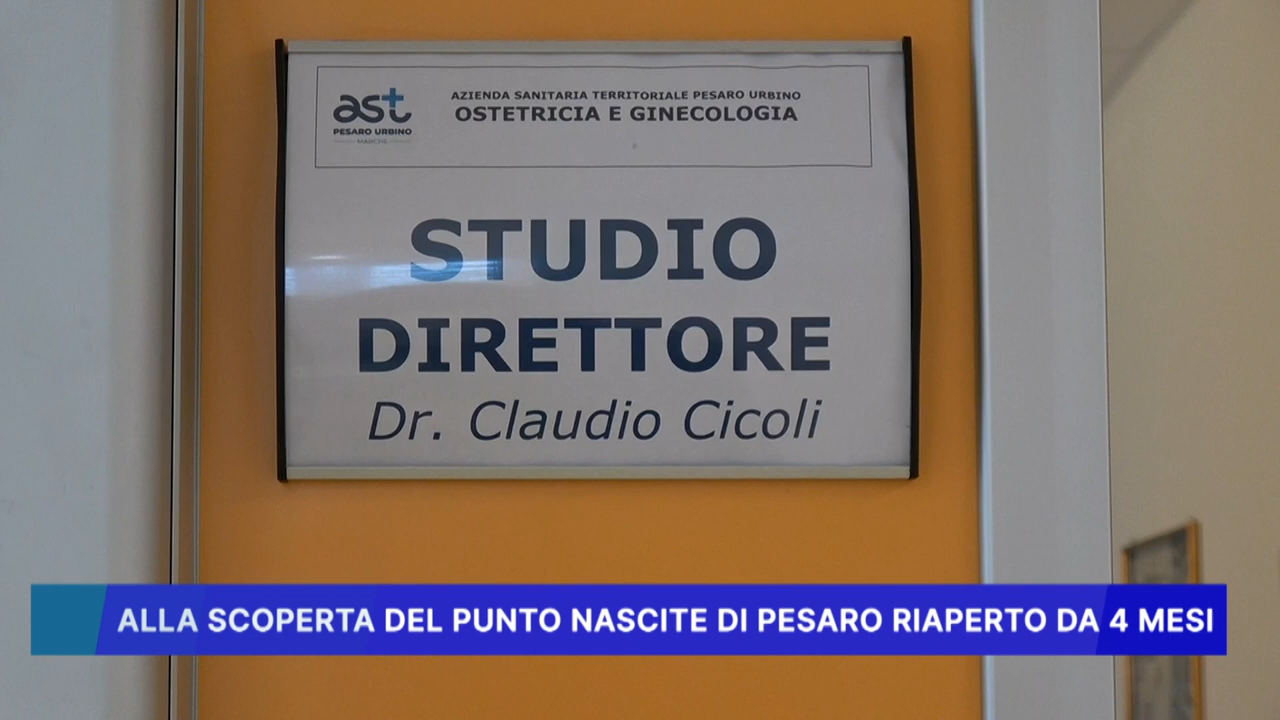 ast
PESARO URBINO
MARCHE
AZIENDA SANITARIA TERRITORIALE PESARO URBINO
OSTETRICIA E GINECOLOGIA
STUDIO
DIRETTORE
Dr. Claudio Cicoli
ALLA SCOPERTA DEL PUNTO NASCITE DI PESARO RIAPERTO DA 4 MESI